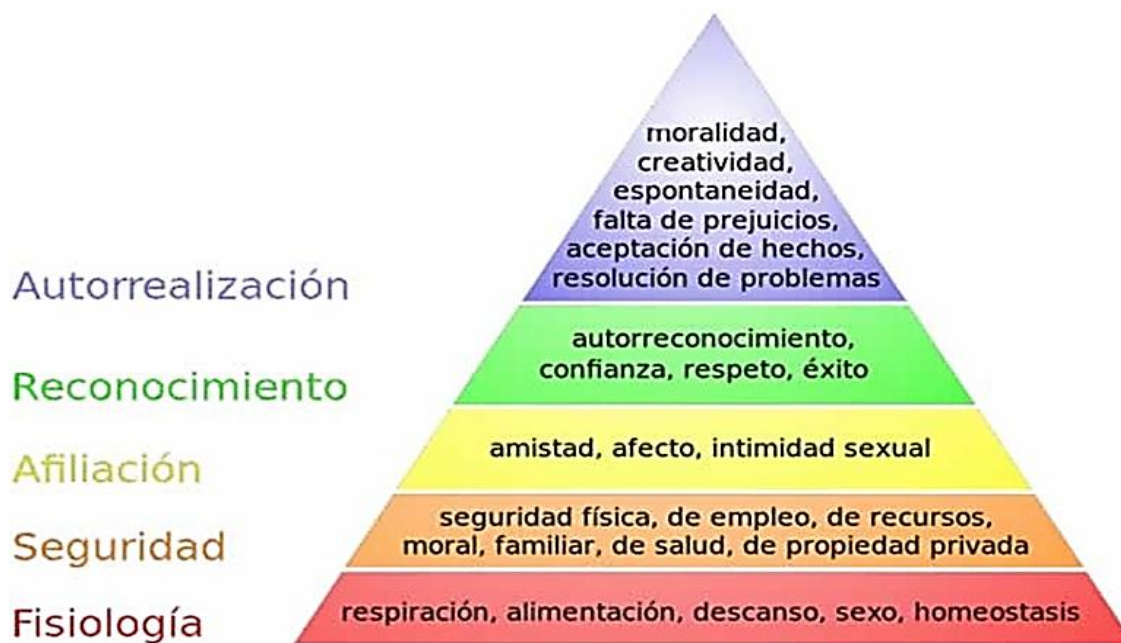 moralidad,
creatividad,
espontaneidad,
falta de prejuicios,
aceptación de hechos,
resolución de problemas
Autorrealización
autorreconocimiento,
confianza, respeto, éxito
Reconocimiento
amistad, afecto, intimidad sexual
Afiliación
seguridad física, de empleo, de recursos,
moral, familiar, de salud, de propiedad privada
Seguridad
respiración, alimentación, descanso, sexo, homeostasis
Fisiología